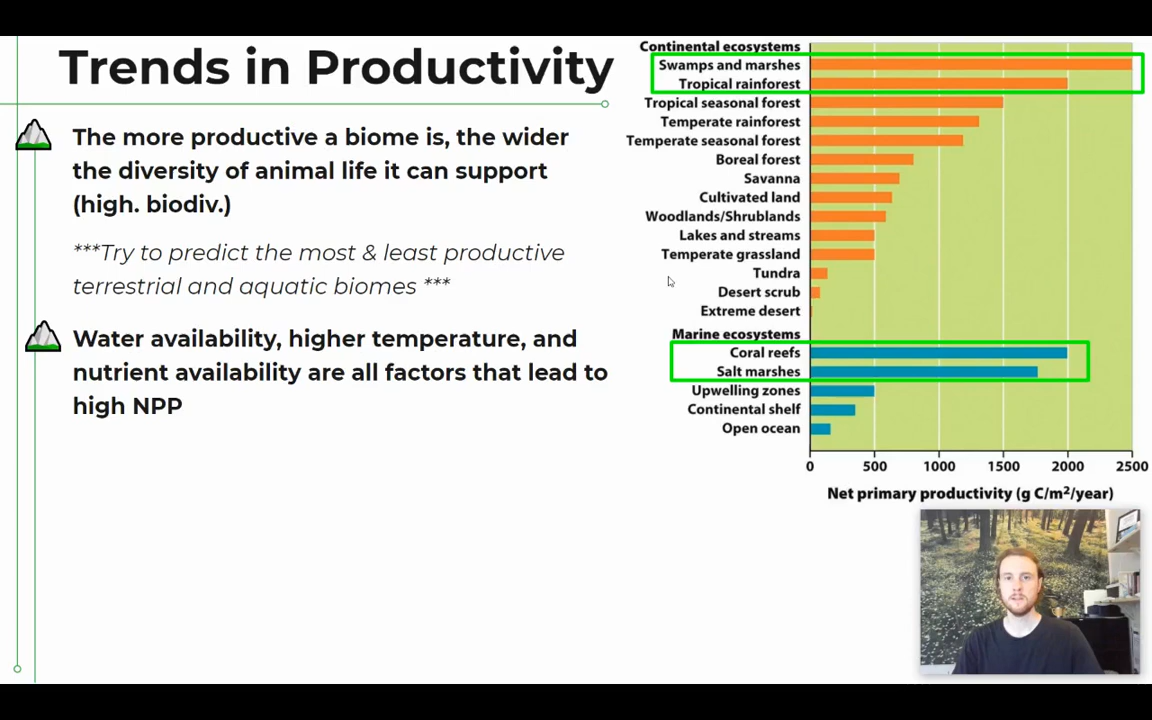 Trends in Productivity
The more productive a biome is, the wider
the diversity of animal life it can support
(high. biodiv.)
***Try to predict the most & least productive
terrestrial and aquatic biomes ***
Water availability, higher temperature, and
nutrient availability are all factors that lead to
high NPP
Continental ecosystems
Swamps and marshes
Tropical rainforest
Tropical seasonal forest
Temperate rainforest
Temperate seasonal forest
Boreal forest
Savanna
Cultivated land
Woodlands/Shrublands
Lakes and streams
Temperate grassland
Tundra
Desert scrub
Extreme desert
Marine ecosystems
Coral reefs
Salt marshes
Upwelling zones
Continental shelf
Open ocean
0 500 1000 1500 2000 2500
Net primary productivity (g C/m²/year)